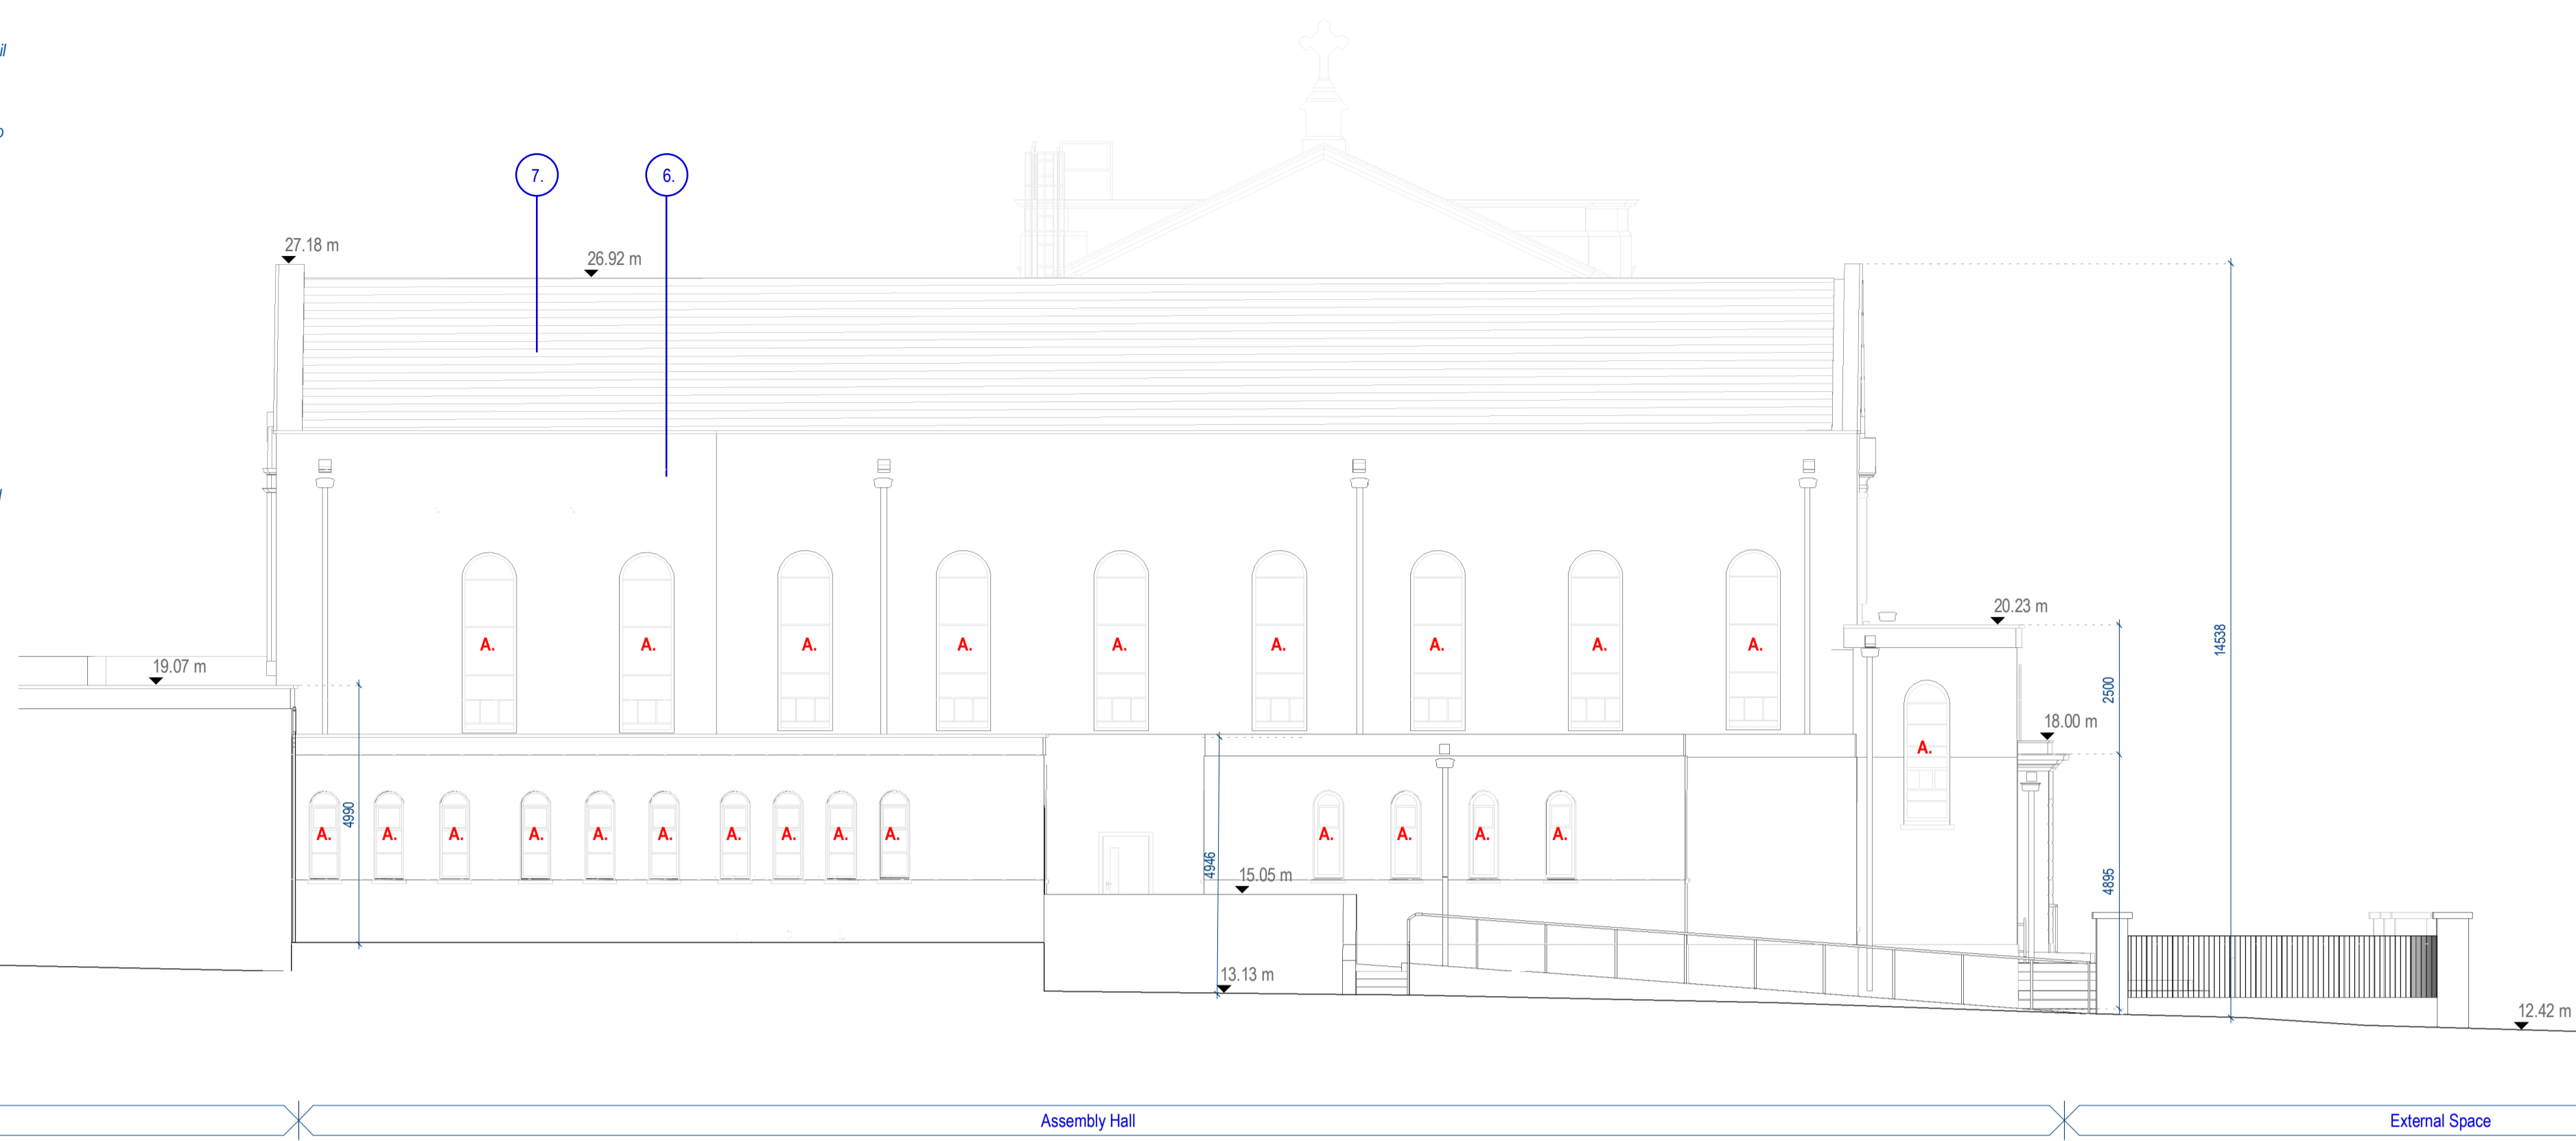 il
7.
6.
27.18 m
26.92 m
20.23 m
14538
A. A. A. A. A. A. A. A. A.
19.07 m
2500
18.00 m
A.
4990
A. A. A. A. A. A. A. A. A. A.
A. A. A. A.
4946
15.05 m
4895
13.13 m
12.42 m
Assembly Hall
External Space